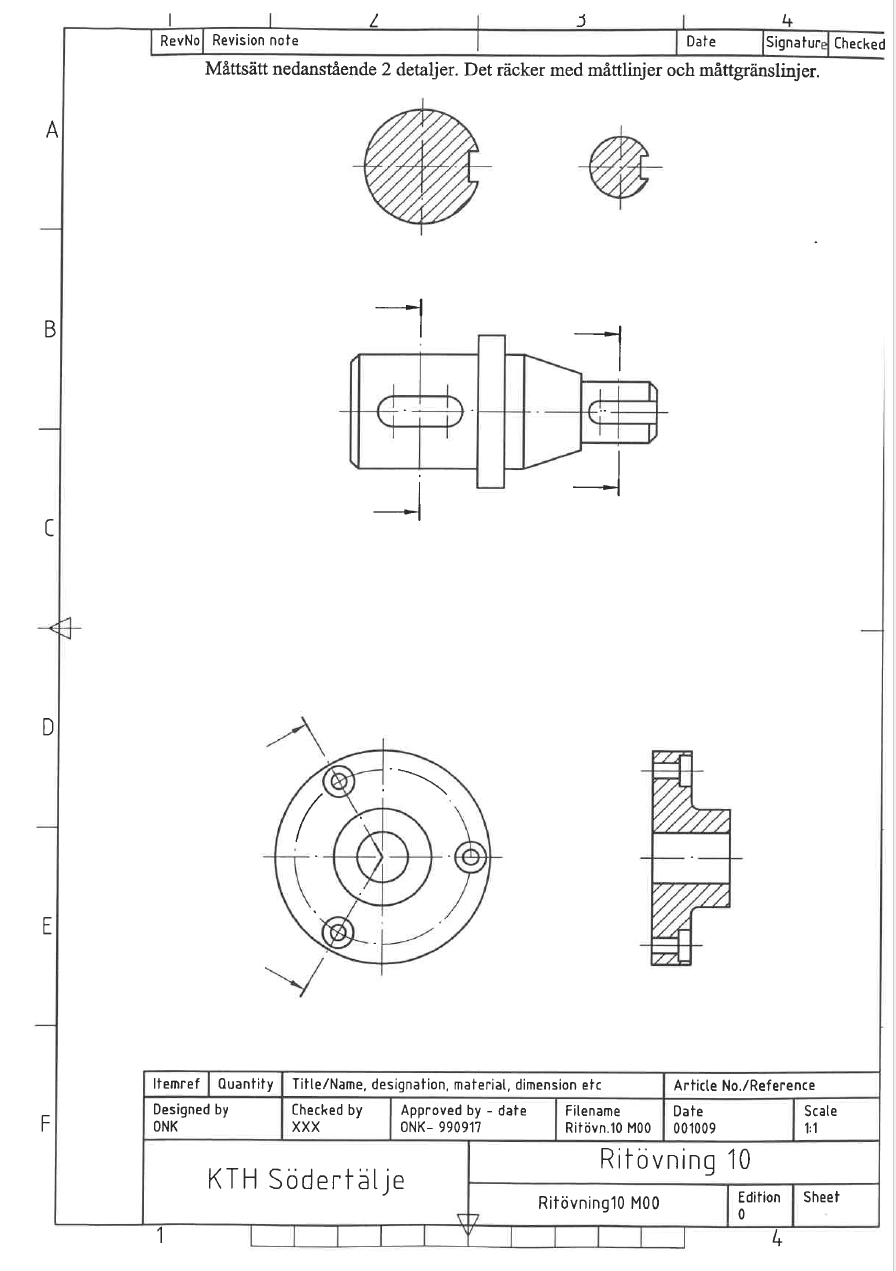 2 3 4
RevNo Revision note Date Signature Checked
Måttsätt nedanstående 2 detaljer. Det räcker med måttlinjer och måttgränslinjer.
A
B
C
D
E
F
Itemref Quantity Title/Name, designation, material, dimension etc Article No./Reference
Designed by Checked by Approved by - date Filename Date Scale
ONK XXX ONK- 990917 Ritövn.10 M00 001009 1:1
KTH Södertälje Ritövning 10
Ritövning10 M00 Edition Sheet
0
1 4